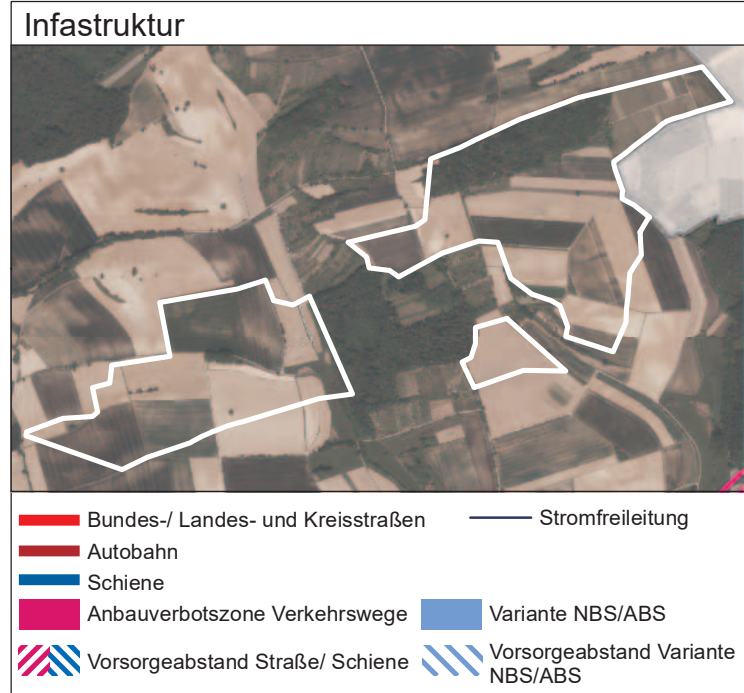 Infastruktur
Bundes-/ Landes- und Kreisstraßen
Stromfreileitung
Autobahn
Schiene
Anbauverbotszone Verkehrswege
Variante NBS/ABS
Vorsorgeabstand Straße/ Schiene
Vorsorgeabstand Variante
NBS/ABS